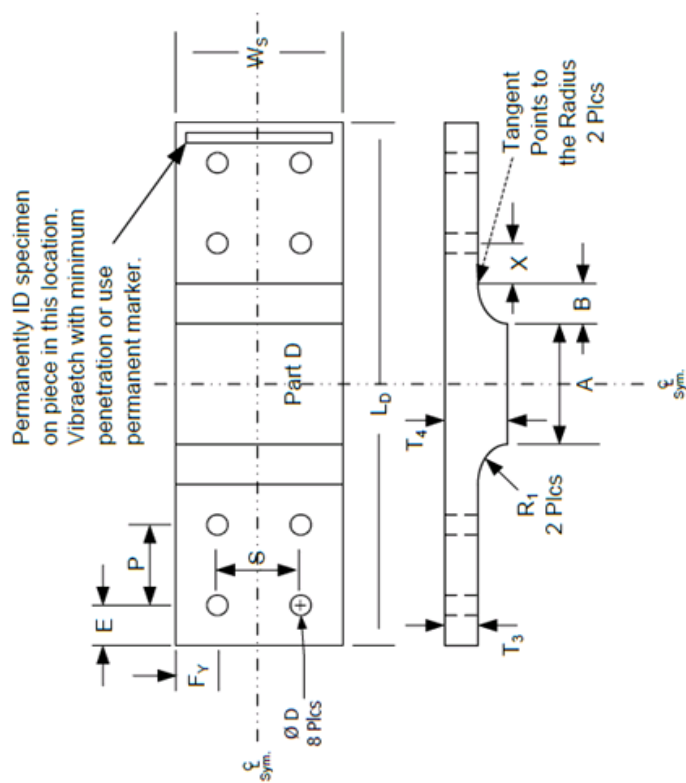 Permanently ID specimen
on piece in this location.
Vibraetch with minimum
penetration or use
permanent marker.
W_S
E
P
F_Y
S
Part D
Ø D
8 Plcs
L_D
℄
Sym.
T_4
T_3
R_1
2 Plcs
A
B
X
Tangent
Points to
the Radius
2 Plcs
℄
Sym.